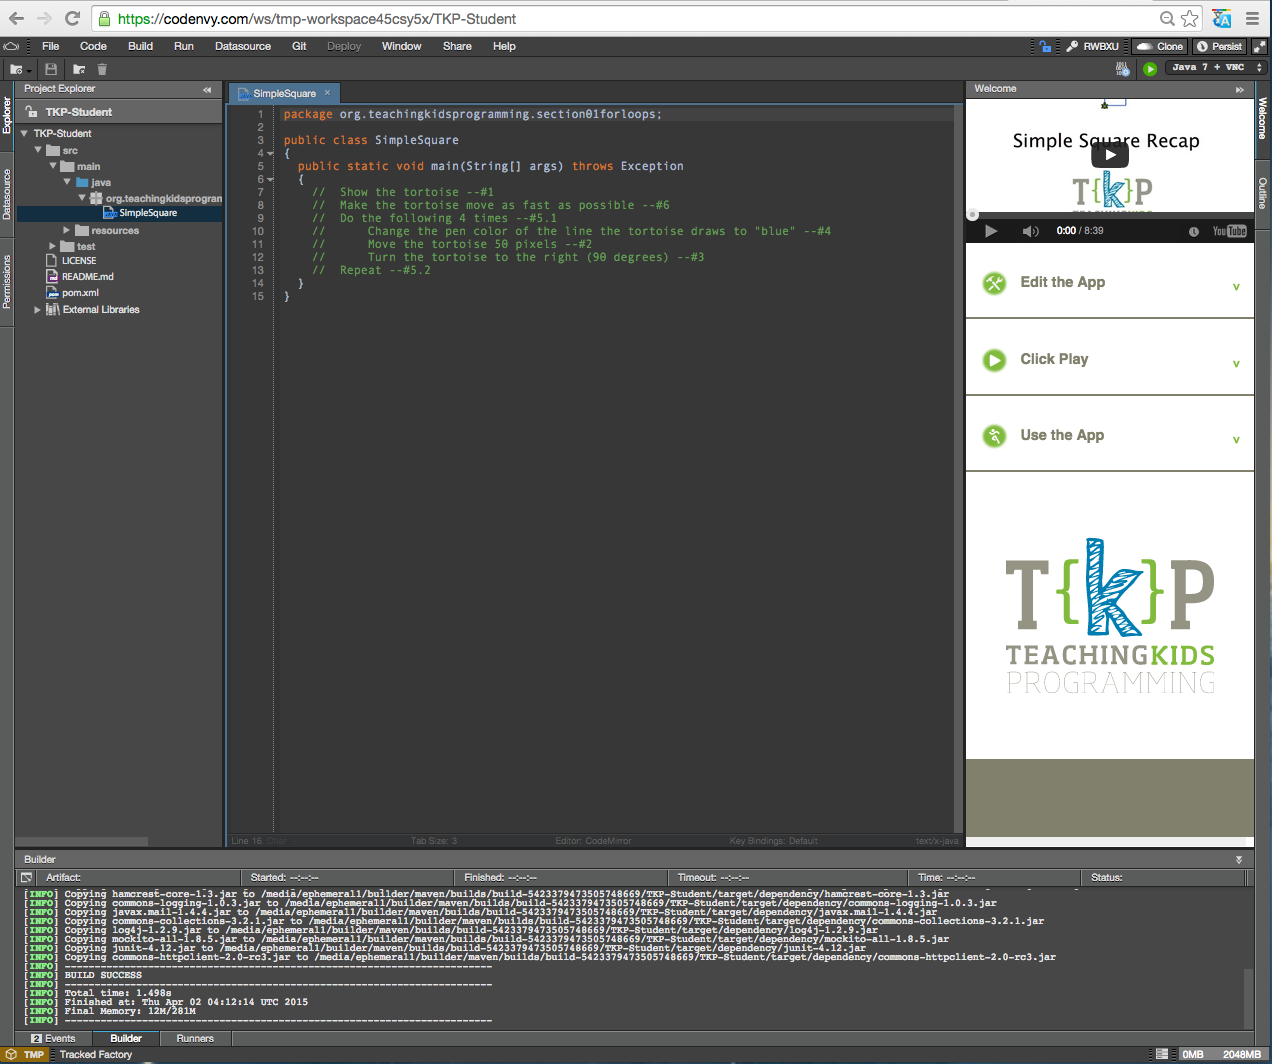 https://codenvy.com/ws/tmp-workspace45csy5x/TKP-Student
File Code Build Run Datasource Git Deploy Window Share Help RWBXU Clone Persist
Java 7 + VNC
Project Explorer
TKP-Student
TKP-Student
src
main
java
org.teachingkidsprogram
SimpleSquare
resources
test
LICENSE
README.md
pom.xml
External Libraries
Explorer
Datasource
Permissions
SimpleSquare ×
1 package org.teachingkidsprogramming.section01forloops;
2
3 public class SimpleSquare
4 {
5 public static void main(String[] args) throws Exception
6 {
7 // Show the tortoise --#1
8 // Make the tortoise move as fast as possible --#6
9 // Do the following 4 times --#5.1
10 // Change the pen color of the line the tortoise draws to "blue" --#4
11 // Move the tortoise 50 pixels --#2
12 // Turn the tortoise to the right (90 degrees) --#3
13 // Repeat --#5.2
14 }
15 }
Line 16 Char Tab Size: 3 Editor: CodeMirror Key Bindings: Default text/x-java
Welcome
Simple Square Recap
TKP
0:00 / 8:39 YouTube
Edit the App v
Click Play v
Use the App v
T{k}P
TEACHINGKIDS
PROGRAMMING
Welcome
Outline
Builder
Artifact: Started: --:--:-- Finished: --:--:-- Timeout: --:--:-- Time: --:--:-- Status:
[INFO] Copying hamcrest-core-1.3.jar to /media/ephemeral1/builder/maven/builds/build-5423379473505748669/TKP-Student/target/dependency/hamcrest-core-1.3.jar
[INFO] Copying commons-logging-1.0.3.jar to /media/ephemeral1/builder/maven/builds/build-5423379473505748669/TKP-Student/target/dependency/commons-logging-1.0.3.jar
[INFO] Copying javax.mail-1.4.4.jar to /media/ephemeral1/builder/maven/builds/build-5423379473505748669/TKP-Student/target/dependency/javax.mail-1.4.4.jar
[INFO] Copying commons-collections-3.2.1.jar to /media/ephemeral1/builder/maven/builds/build-5423379473505748669/TKP-Student/target/dependency/commons-collections-3.2.1.jar
[INFO] Copying log4j-1.2.9.jar to /media/ephemeral1/builder/maven/builds/build-5423379473505748669/TKP-Student/target/dependency/log4j-1.2.9.jar
[INFO] Copying mockito-all-1.8.5.jar to /media/ephemeral1/builder/maven/builds/build-5423379473505748669/TKP-Student/target/dependency/mockito-all-1.8.5.jar
[INFO] Copying junit-4.12.jar to /media/ephemeral1/builder/maven/builds/build-5423379473505748669/TKP-Student/target/dependency/junit-4.12.jar
[INFO] Copying commons-httpclient-2.0-rc3.jar to /media/ephemeral1/builder/maven/builds/build-5423379473505748669/TKP-Student/target/dependency/commons-httpclient-2.0-rc3.jar
[INFO] ------------------------------------------------------------------------
[INFO] BUILD SUCCESS
[INFO] ------------------------------------------------------------------------
[INFO] Total time: 1.498s
[INFO] Finished at: Thu Apr 02 04:12:14 UTC 2015
[INFO] Final Memory: 12M/281M
[INFO] ------------------------------------------------------------------------
2 Events Builder Runners
TMP Tracked Factory 0MB 2048MB